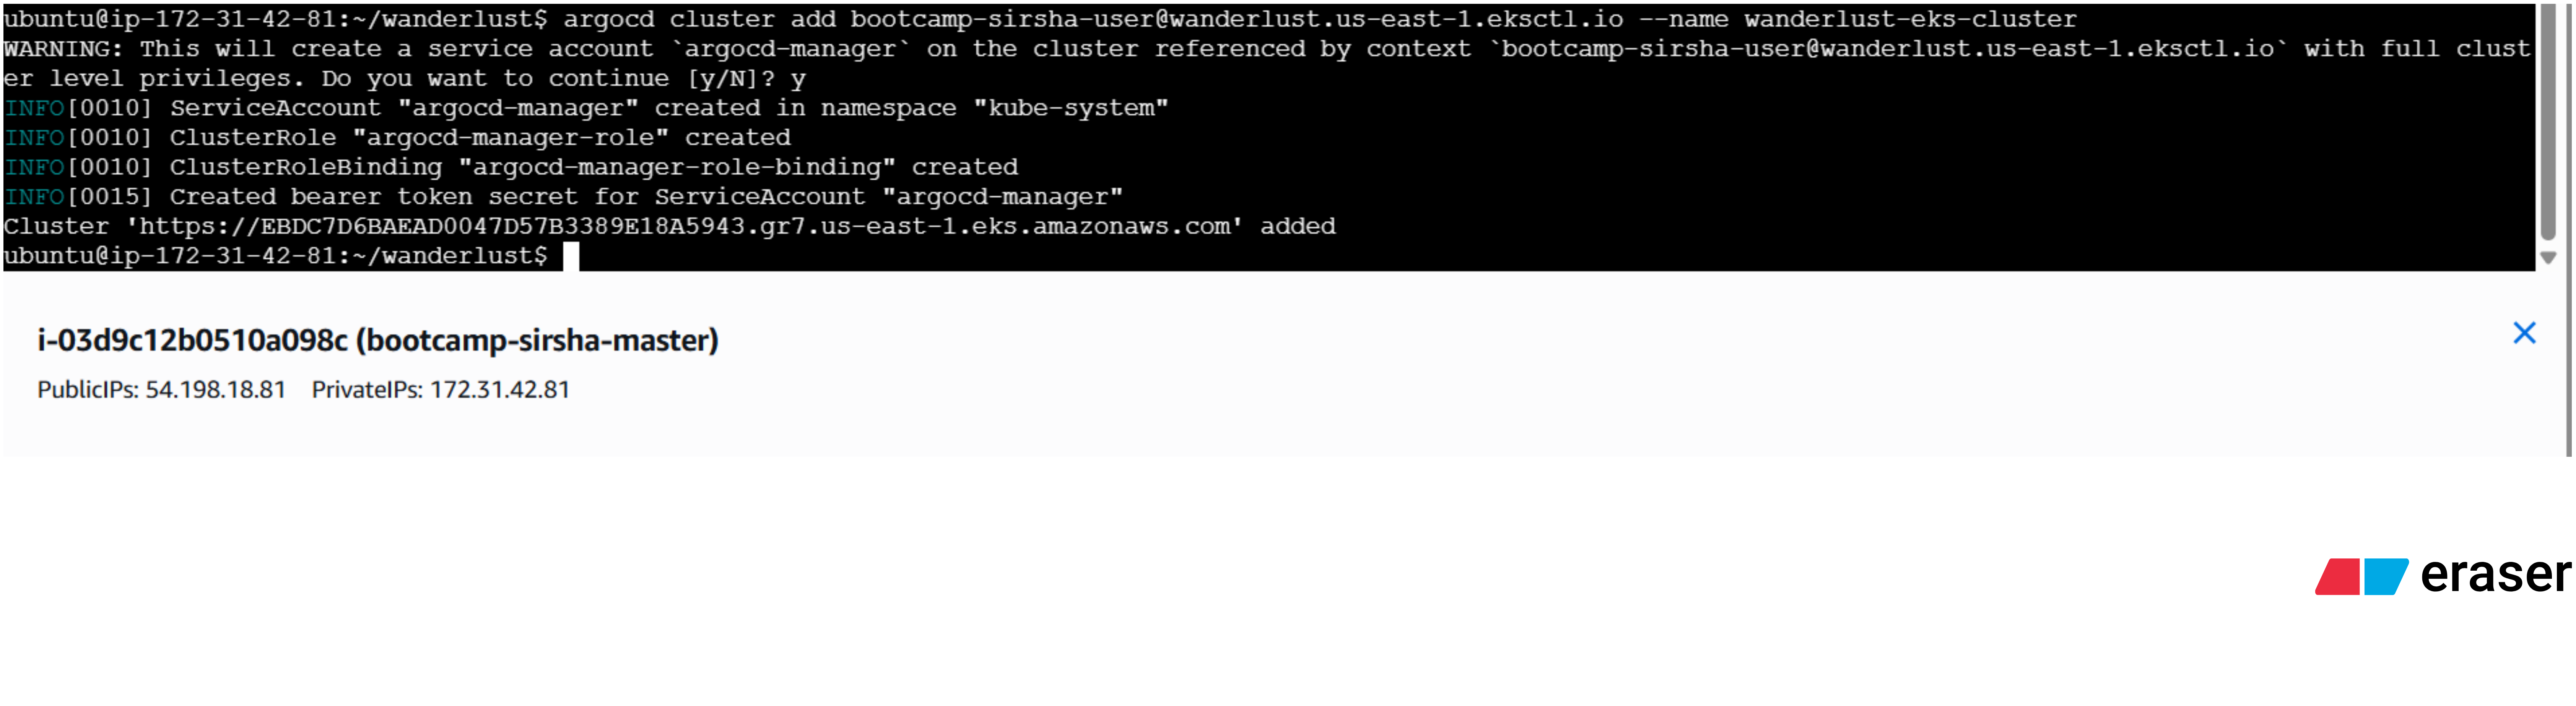 ubuntu@ip-172-31-42-81:~/wanderlust$ argocd cluster add bootcamp-sirsha-user@wanderlust.us-east-1.eksctl.io --name wanderlust-eks-cluster
WARNING: This will create a service account `argocd-manager` on the cluster referenced by context `bootcamp-sirsha-user@wanderlust.us-east-1.eksctl.io` with full clust
er level privileges. Do you want to continue [y/N]? y
INFO[0010] ServiceAccount "argocd-manager" created in namespace "kube-system"
INFO[0010] ClusterRole "argocd-manager-role" created
INFO[0010] ClusterRoleBinding "argocd-manager-role-binding" created
INFO[0015] Created bearer token secret for ServiceAccount "argocd-manager"
Cluster 'https://EBDC7D6BAEAD0047D57B3389E18A5943.gr7.us-east-1.eks.amazonaws.com' added
ubuntu@ip-172-31-42-81:~/wanderlust$
i-03d9c12b0510a098c (bootcamp-sirsha-master)
PublicIPs: 54.198.18.81 PrivateIPs: 172.31.42.81
eraser